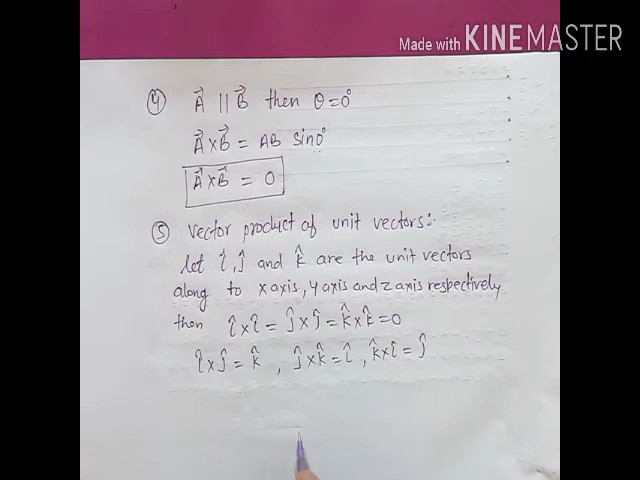 Made with KINEMASTER
(4) A⃗ || B⃗ then θ=0°
A⃗ × B⃗ = AB sin0°
A⃗ × B⃗ = 0
(5) vector product of unit vectors:-
let î, ĵ and k̂ are the unit vectors
along to x axis, y axis and z axis respectively
then î × î = ĵ × ĵ = k̂ × k̂ = 0
î × ĵ = k̂ , ĵ × k̂ = î , k̂ × î = ĵ